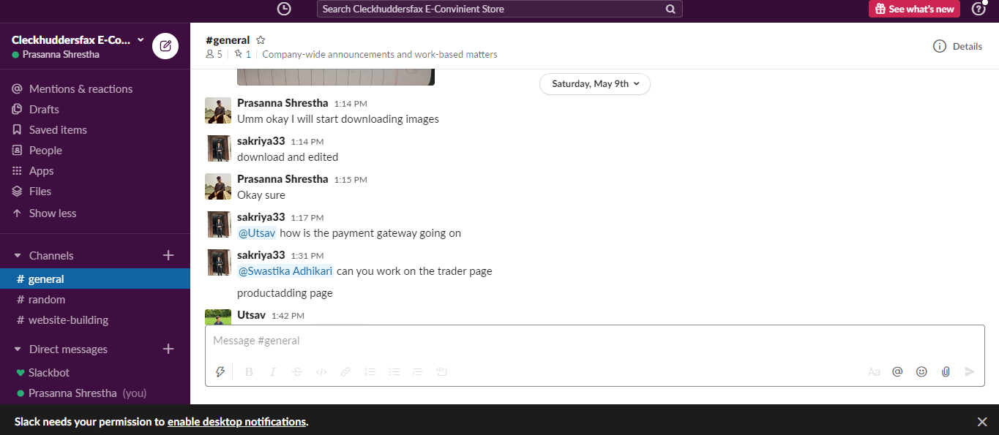 Search Cleckhuddersfax E-Convinient Store
See what's new
Cleckhuddersfax E-Co...
Prasanna Shrestha
#general
5 | 1 | Company-wide announcements and work-based matters
Details
Mentions & reactions
Drafts
Saved items
People
Apps
Files
Show less
Channels
# general
# random
# website-building
Direct messages
Slackbot
Prasanna Shrestha (you)
Saturday, May 9th
Prasanna Shrestha 1:14 PM
Umm okay I will start downloading images
sakriya33 1:14 PM
download and edited
Prasanna Shrestha 1:15 PM
Okay sure
sakriya33 1:17 PM
@Utsav how is the payment gateway going on
sakriya33 1:31 PM
@Swastika Adhikari can you work on the trader page
productadding page
Utsav 1:42 PM
Message #general
Aa
Slack needs your permission to enable desktop notifications.